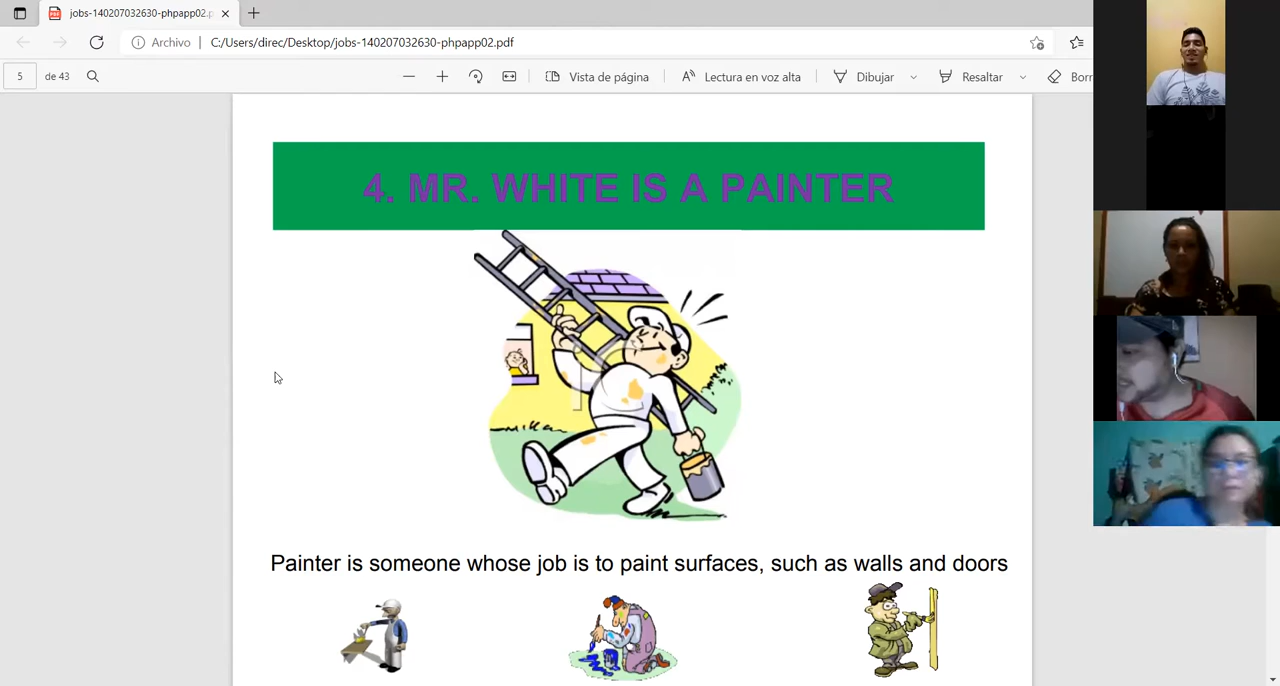 jobs-140207032630-phpapp02.p
Archivo
C:/Users/direc/Desktop/jobs-140207032630-phpapp02.pdf
5 de 43
Vista de página
Lectura en voz alta
Dibujar
Resaltar
Borr
4. MR. WHITE IS A PAINTER
Painter is someone whose job is to paint surfaces, such as walls and doors